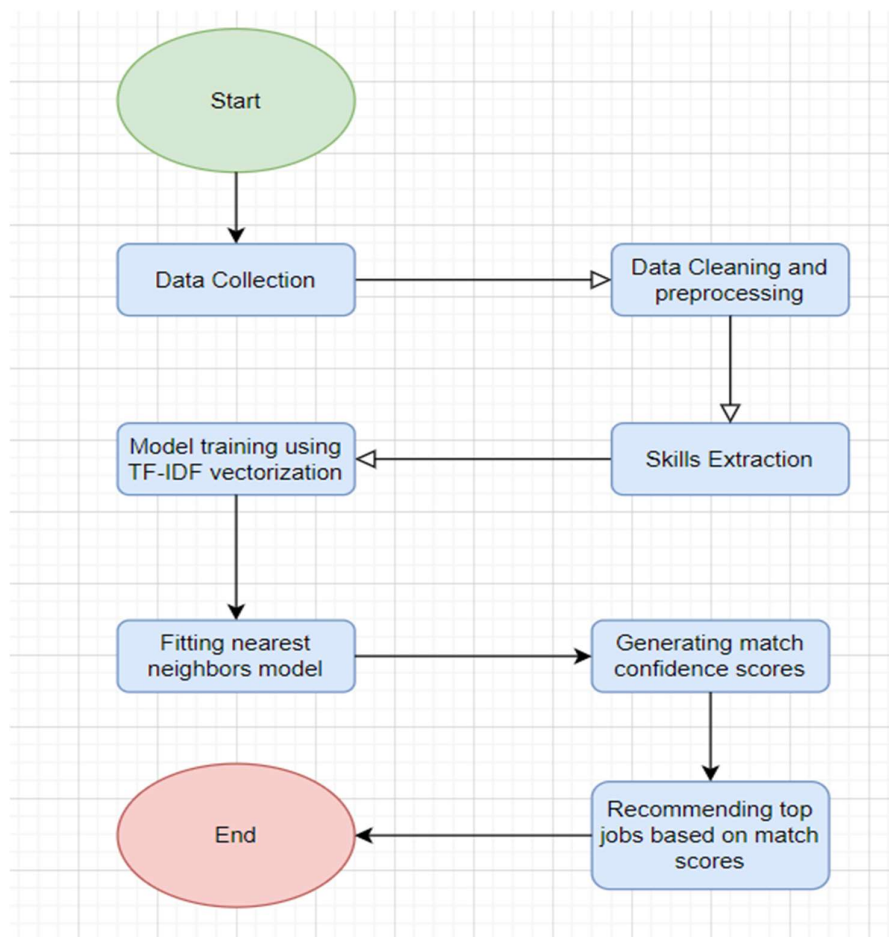 Start
Data Collection
Data Cleaning and
preprocessing
Skills Extraction
Model training using
TF-IDF vectorization
Fitting nearest
neighbors model
Generating match
confidence scores
Recommending top
jobs based on match
scores
End